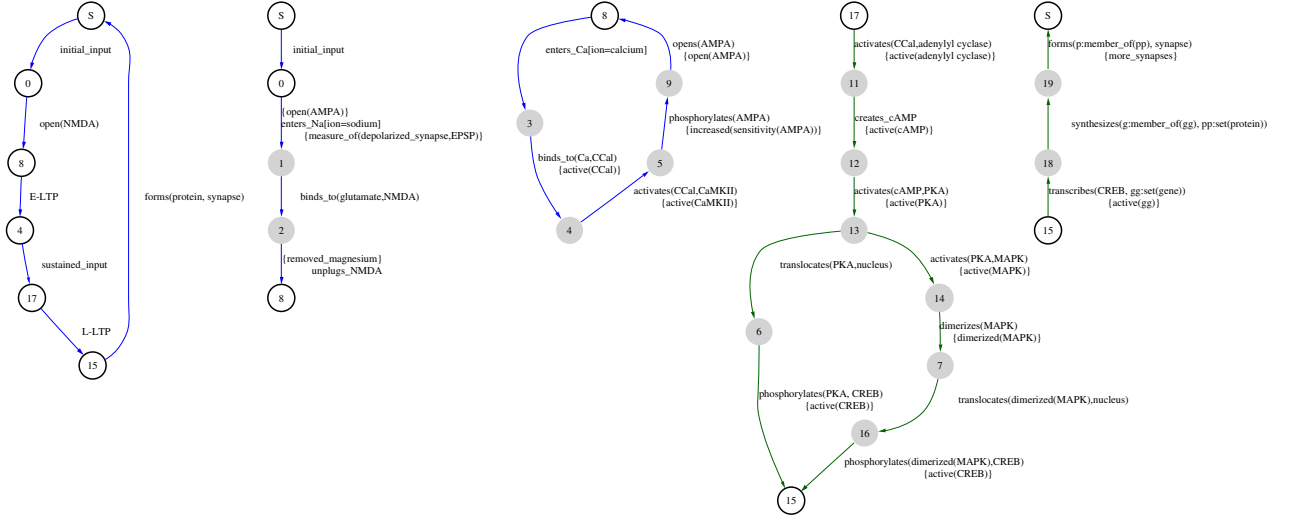 S
initial_input
0
open(NMDA)
8
E-LTP
4
sustained_input
17
L-LTP
15
forms(protein, synapse)
S
initial_input
0
{open(AMPA)}
enters_Na[ion=sodium]
{measure_of(depolarized_synapse,EPSP)}
1
binds_to(glutamate,NMDA)
2
{removed_magnesium}
unplugs_NMDA
8
8
enters_Ca[ion=calcium]
3
binds_to(Ca,CCal)
{active(CCal)}
4
activates(CCal,CaMKII)
{active(CaMKII)}
5
phosphorylates(AMPA)
{increased(sensitivity(AMPA))}
9
opens(AMPA)
{open(AMPA)}
17
activates(CCal,adenylyl cyclase)
{active(adenylyl cyclase)}
11
creates_cAMP
{active(cAMP)}
12
activates(cAMP,PKA)
{active(PKA)}
13
translocates(PKA,nucleus)
6
phosphorylates(PKA, CREB)
{active(CREB)}
activates(PKA,MAPK)
{active(MAPK)}
14
dimerizes(MAPK)
{dimerized(MAPK)}
7
translocates(dimerized(MAPK),nucleus)
16
phosphorylates(dimerized(MAPK),CREB)
{active(CREB)}
15
S
forms(p:member_of(pp), synapse)
{more_synapses}
19
synthesizes(g:member_of(gg), pp:set(protein))
18
transcribes(CREB, gg:set(gene))
{active(gg)}
15